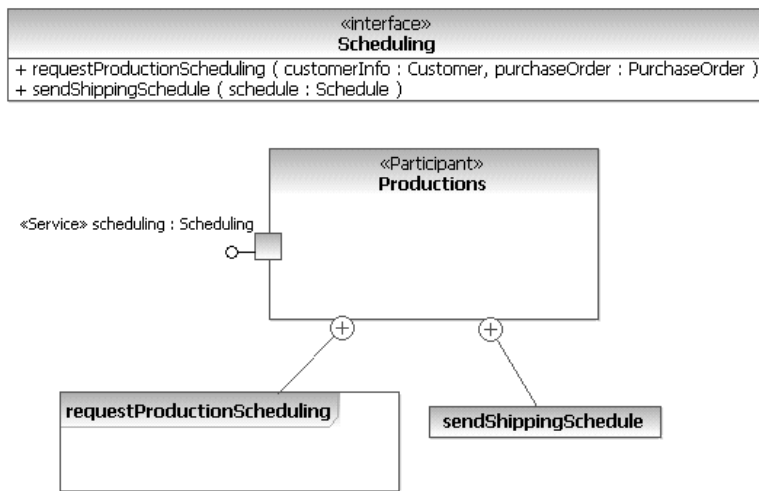 «interface»
Scheduling
+ requestProductionScheduling ( customerInfo : Customer, purchaseOrder : PurchaseOrder )
+ sendShippingSchedule ( schedule : Schedule )
«Participant»
Productions
«Service» scheduling : Scheduling
requestProductionScheduling
sendShippingSchedule